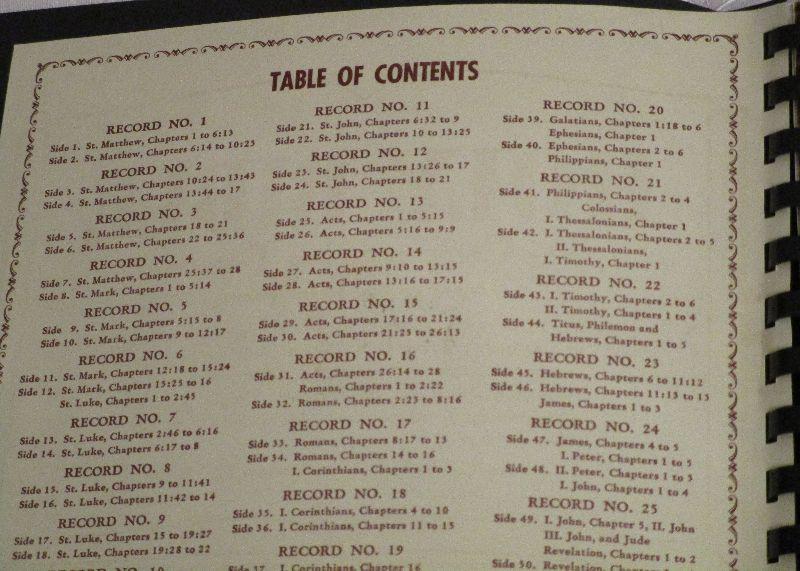 TABLE OF CONTENTS
RECORD NO. 1
Side 1. St. Matthew, Chapters 1 to 6:13
Side 2. St. Matthew, Chapters 6:14 to 10:23
RECORD NO. 2
Side 3. St. Matthew, Chapters 10:24 to 13:43
Side 4. St. Matthew, Chapters 13:44 to 17
RECORD NO. 3
Side 5. St. Matthew, Chapters 18 to 21
Side 6. St. Matthew, Chapters 22 to 25:36
RECORD NO. 4
Side 7. St. Matthew, Chapters 25:37 to 28
Side 8. St. Mark, Chapters 1 to 5:14
RECORD NO. 5
Side 9. St. Mark, Chapters 5:15 to 8
Side 10. St. Mark, Chapters 9 to 12:17
RECORD NO. 6
Side 11. St. Mark, Chapters 12:18 to 15:24
Side 12. St. Mark, Chapters 15:25 to 16
St. Luke, Chapters 1 to 2:45
RECORD NO. 7
Side 13. St. Luke, Chapters 2:46 to 6:16
Side 14. St. Luke, Chapters 6:17 to 8
RECORD NO. 8
Side 15. St. Luke, Chapters 9 to 11:41
Side 16. St. Luke, Chapters 11:42 to 14
RECORD NO. 9
Side 17. St. Luke, Chapters 15 to 19:27
Side 18. St. Luke, Chapters 19:28 to 22
RECORD NO. 10
RECORD NO. 11
Side 21. St. John, Chapters 6:32 to 9
Side 22. St. John, Chapters 10 to 13:25
RECORD NO. 12
Side 23. St. John, Chapters 13:26 to 17
Side 24. St. John, Chapters 18 to 21
RECORD NO. 13
Side 25. Acts, Chapters 1 to 5:15
Side 26. Acts, Chapters 5:16 to 9:9
RECORD NO. 14
Side 27. Acts, Chapters 9:10 to 13:15
Side 28. Acts, Chapters 13:16 to 17:15
RECORD NO. 15
Side 29. Acts, Chapters 17:16 to 21:24
Side 30. Acts, Chapters 21:25 to 26:13
RECORD NO. 16
Side 31. Acts, Chapters 26:14 to 28
Romans, Chapters 1 to 2:22
Side 32. Romans, Chapters 2:23 to 8:16
RECORD NO. 17
Side 33. Romans, Chapters 8:17 to 13
Side 34. Romans, Chapters 14 to 16
I. Corinthians, Chapters 1 to 3
RECORD NO. 18
Side 35. I. Corinthians, Chapters 4 to 10
Side 36. I. Corinthians, Chapters 11 to 15
RECORD NO. 19
Side 37. I. Corinthians, Chapter 16
RECORD NO. 20
Side 39. Galatians, Chapters 1:18 to 6
Ephesians, Chapter 1
Side 40. Ephesians, Chapters 2 to 6
Philippians, Chapter 1
RECORD NO. 21
Side 41. Philippians, Chapters 2 to 4
Colossians,
I. Thessalonians, Chapter 1
Side 42. I. Thessalonians, Chapters 2 to 5
II. Thessalonians,
I. Timothy, Chapter 1
RECORD NO. 22
Side 43. I. Timothy, Chapters 2 to 6
II. Timothy, Chapters 1 to 4
Side 44. Titus, Philemon and
Hebrews, Chapters 1 to 5
RECORD NO. 23
Side 45. Hebrews, Chapters 6 to 11:12
Side 46. Hebrews, Chapters 11:13 to 13
James, Chapters 1 to 3
RECORD NO. 24
Side 47. James, Chapters 4 to 5
I. Peter, Chapters 1 to 5
Side 48. II. Peter, Chapters 1 to 3
I. John, Chapters 1 to 4
RECORD NO. 25
Side 49. I. John, Chapter 5, II. John
III. John, and Jude
Revelation, Chapters 1 to 2
Side 50. Revelation, Chapters